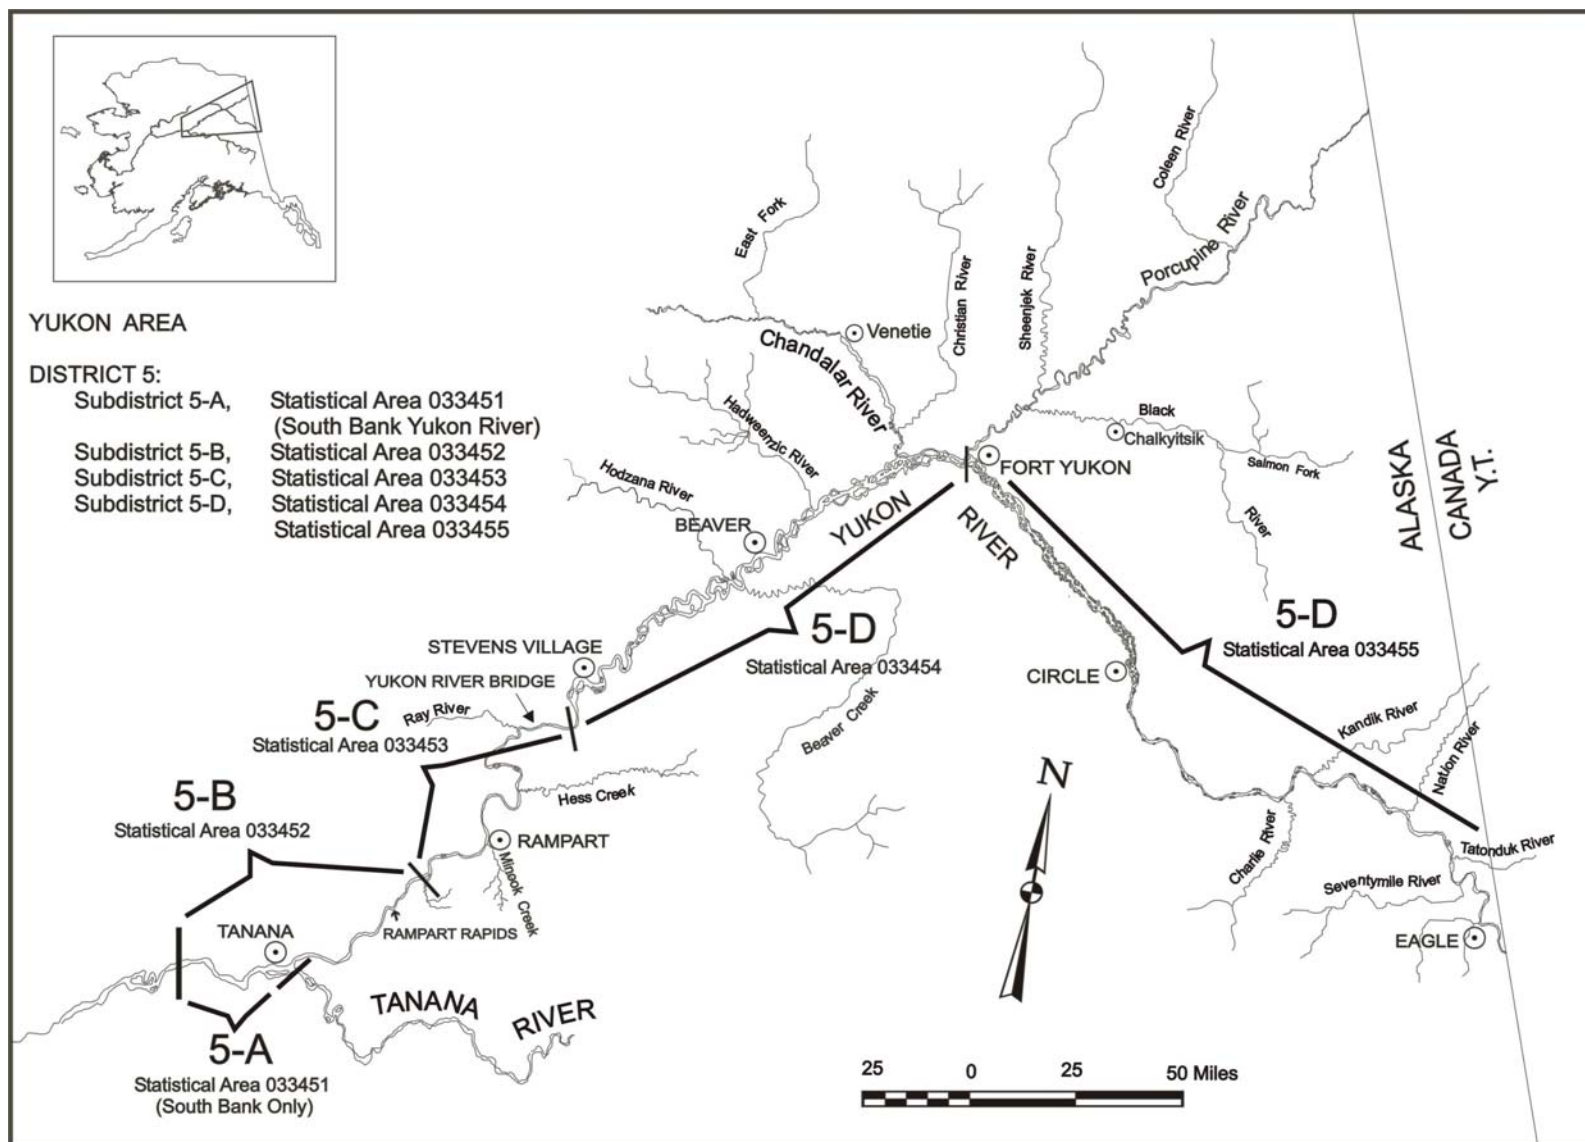 YUKON AREA
DISTRICT 5:
Subdistrict 5-A, Statistical Area 033451
(South Bank Yukon River)
Subdistrict 5-B, Statistical Area 033452
Subdistrict 5-C, Statistical Area 033453
Subdistrict 5-D, Statistical Area 033454
Statistical Area 033455
East Fork
Coleen River
Porcupine River
Christian River
Sheenjek River
Venetie
Chandalar River
Hadweenzic River
Hodzana River
Black
Chalkyitsik
Salmon Fork
River
FORT YUKON
BEAVER
YUKON
RIVER
ALASKA
CANADA
Y.T.
5-D
Statistical Area 033454
5-D
Statistical Area 033455
STEVENS VILLAGE
YUKON RIVER BRIDGE
CIRCLE
Ray River
5-C
Statistical Area 033453
Beaver Creek
Kandik River
Nation River
Hess Creek
5-B
Statistical Area 033452
RAMPART
Minook Creek
N
Charlie River
Tatonduk River
Seventymile River
TANANA
RAMPART RAPIDS
EAGLE
TANANA
RIVER
5-A
Statistical Area 033451
(South Bank Only)
25 0 25 50 Miles